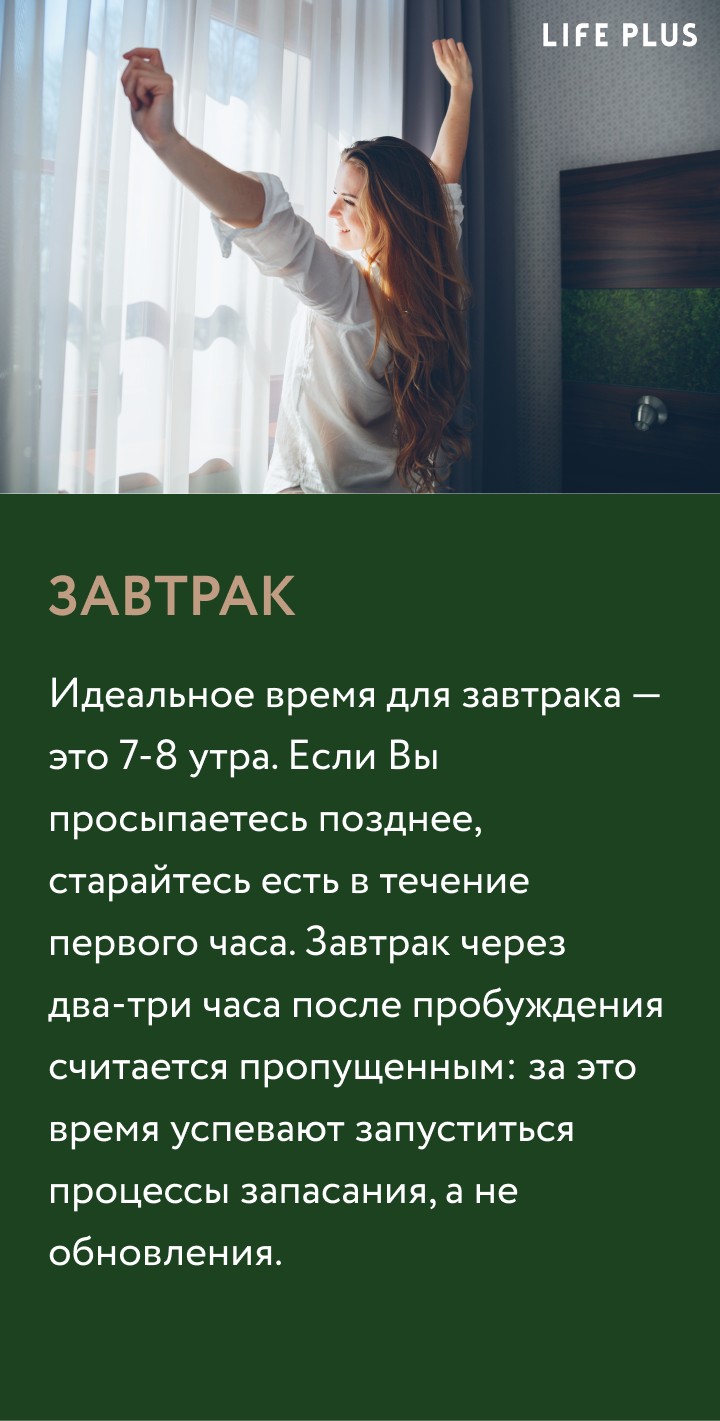 LIFE PLUS
ЗАВТРАК
Идеальное время для завтрака —
это 7-8 утра. Если Вы
просыпаетесь позднее,
старайтесь есть в течение
первого часа. Завтрак через
два-три часа после пробуждения
считается пропущенным: за это
время успевают запуститься
процессы запасания, а не
обновления.